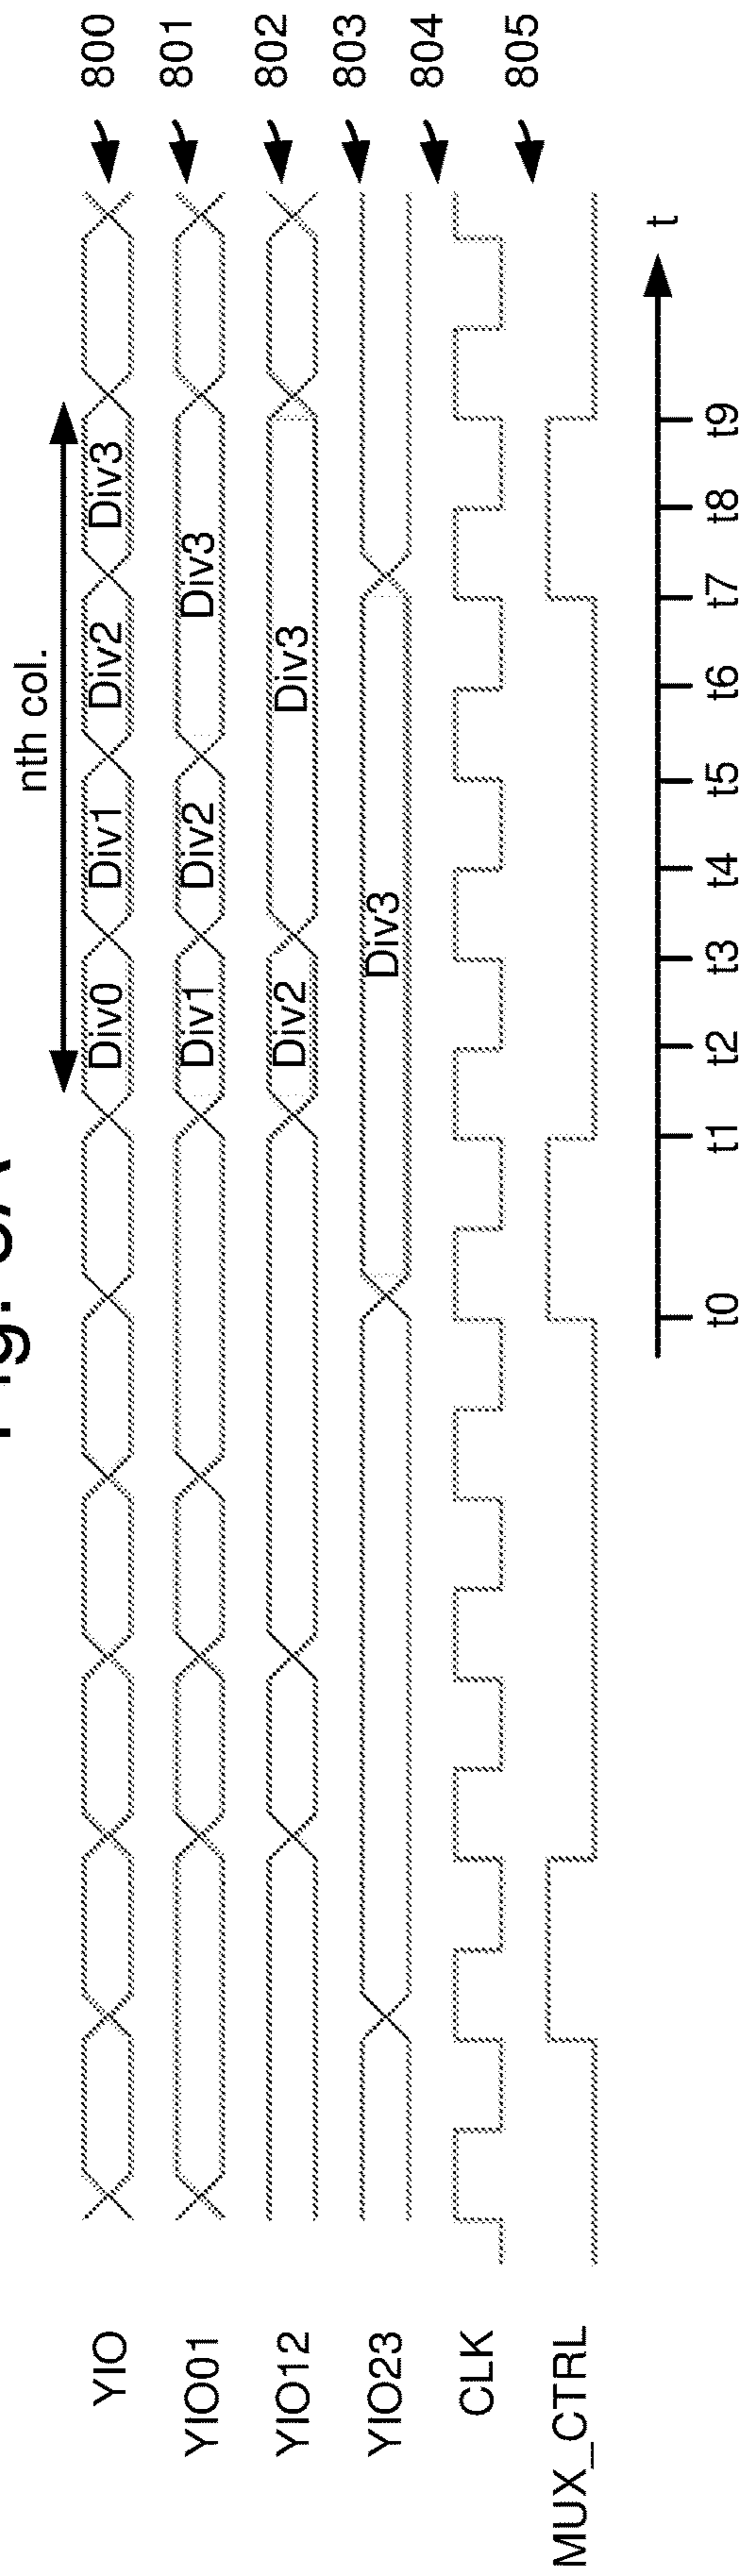 nth col.
YIO Div0 Div1 Div2 Div3 800
YIO01 Div1 Div2 Div3 801
YIO12 Div2 Div3 802
YIO23 Div3 803
CLK 804
MUX_CTRL 805
t
t0 t1 t2 t3 t4 t5 t6 t7 t8 t9